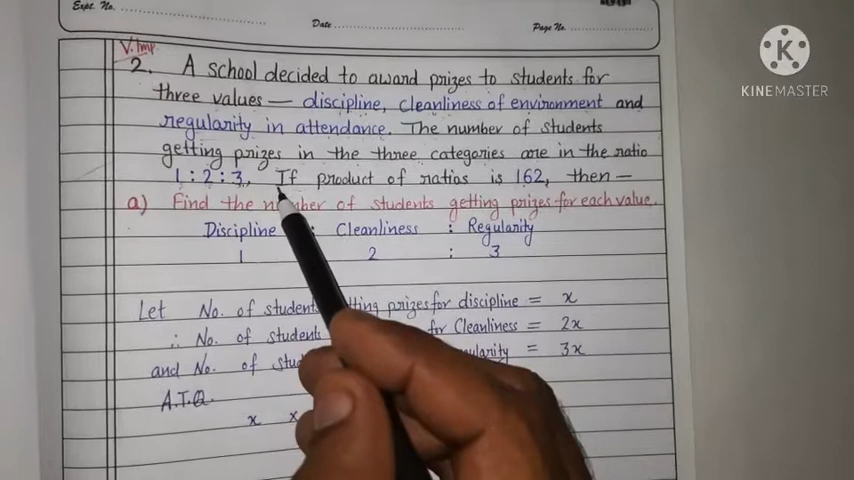 Expt. No.
Date
Page No.
V. Imp
2. A school decided to award prizes to students for
three values — discipline, cleanliness of environment and
regularity in attendance. The number of students
getting prizes in the three categories are in the ratio
1 : 2 : 3., If product of ratios is 162, then —
a) Find the number of students getting prizes for each value.
Discipline : Cleanliness : Regularity
1 2 : 3
Let No. of students getting prizes for discipline = x
∴ No. of students for Cleanliness = 2x
and No. of Regularity = 3x
A.T.Q.
x x
K
KINEMASTER